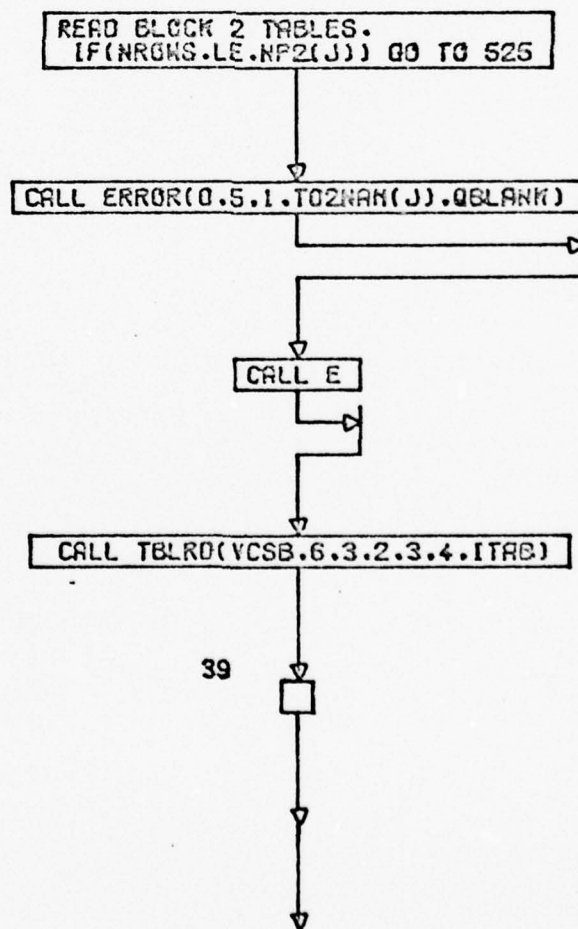 READ BLOCK 2 TABLES.
IF(NROWS.LE.NP2(J)) GO TO 525
CALL ERROR(0.5.1.TO2NAM(J).QBLANK)
CALL E
CALL TBLRD(VCSB.6.3.2.3.4.ITAB)
39